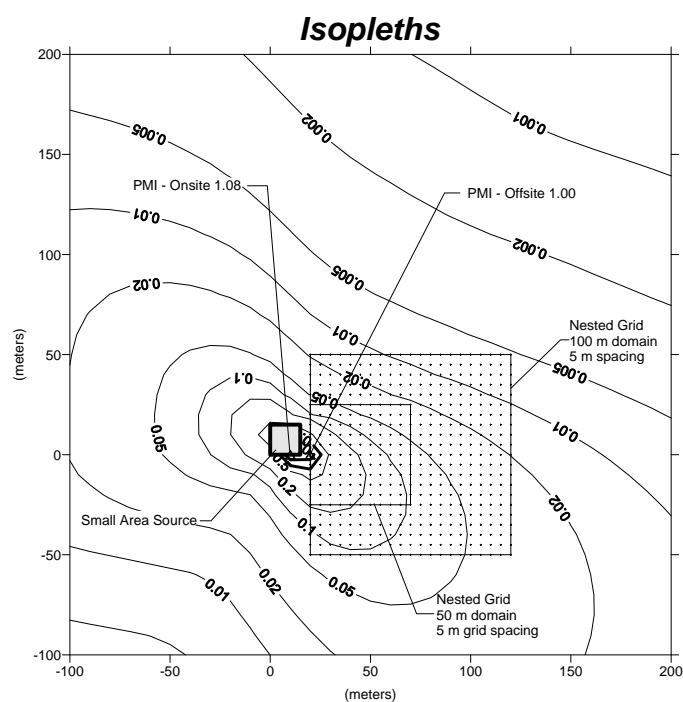 Isopleths
200
150
100
50
0
-50
-100
-100
-50
0
50
100
150
200
(meters)
(meters)
PMI - Onsite 1.08
PMI - Offsite 1.00
Nested Grid
100 m domain
5 m spacing
Small Area Source
Nested Grid
50 m domain
5 m grid spacing
0.001
0.002
0.005
0.01
0.02
0.002
0.005
0.01
0.02
0.05
0.1
0.05
0.005
0.01
0.02
0.5
0.2
0.1
0.05
0.02
0.01